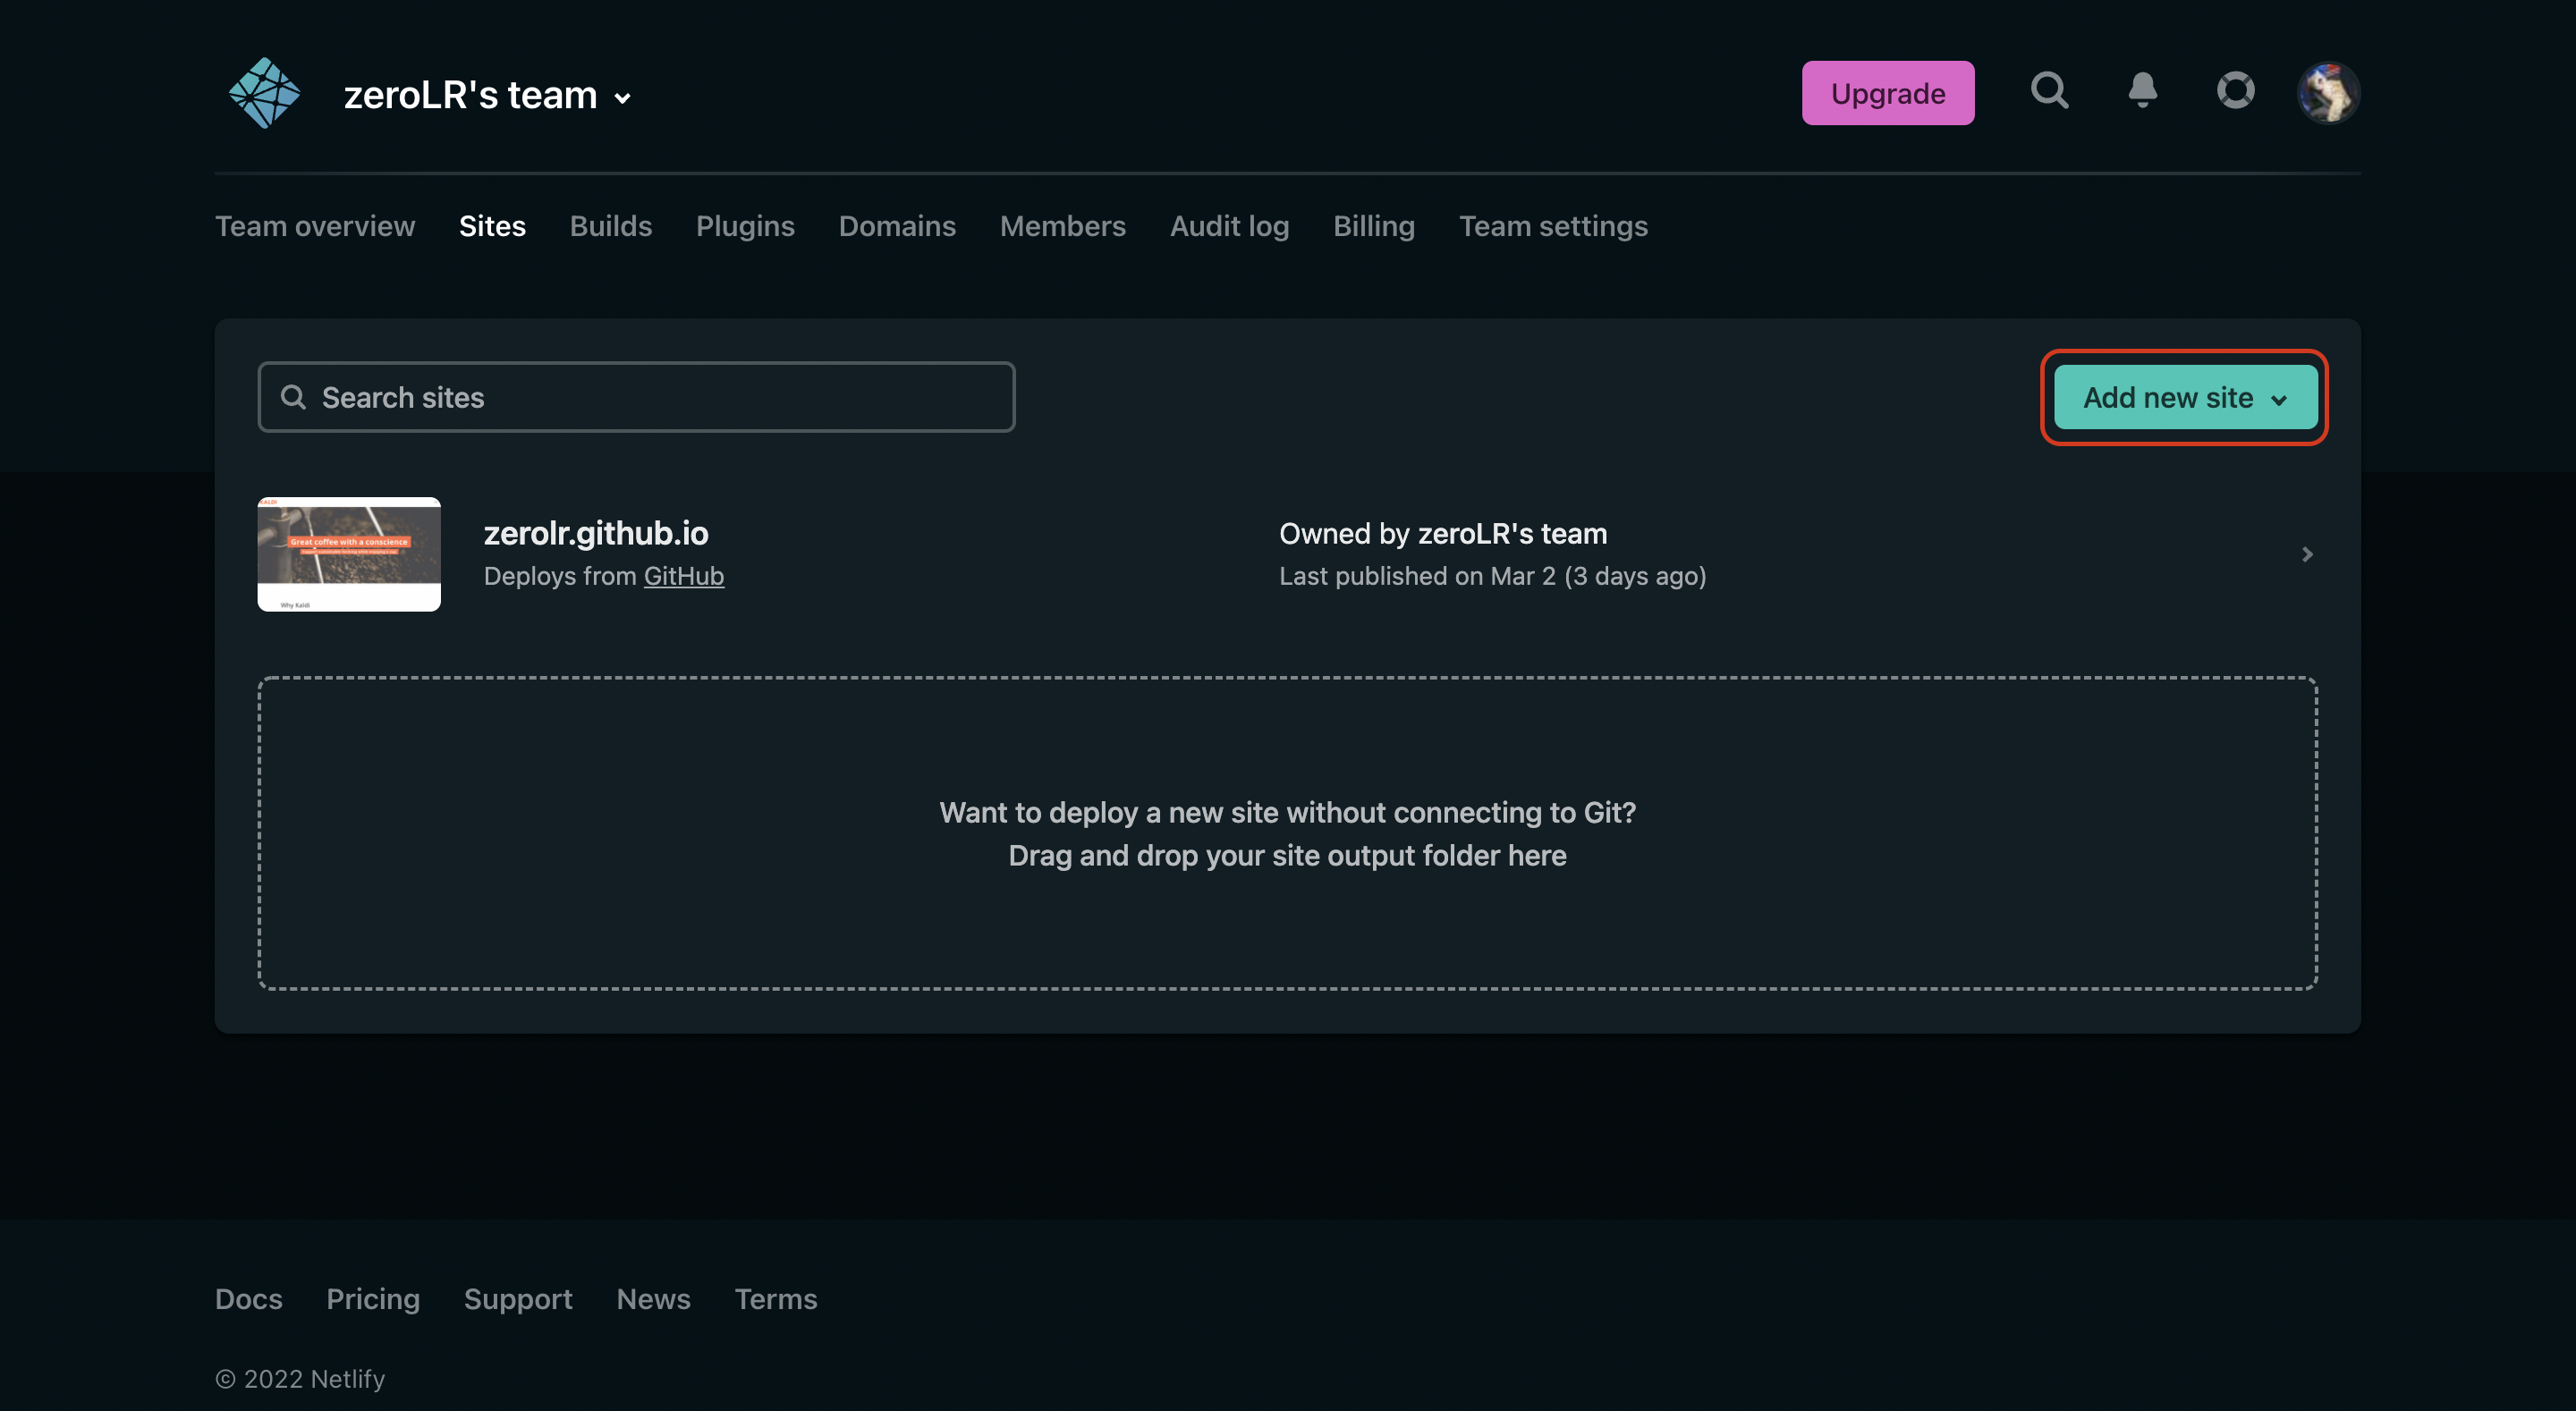 zeroLR's team
Upgrade
Team overview Sites Builds Plugins Domains Members Audit log Billing Team settings
Search sites
Add new site
KALDI
Great coffee with a conscience
Why Kaldi
zerolr.github.io
Deploys from GitHub
Owned by zeroLR's team
Last published on Mar 2 (3 days ago)
Want to deploy a new site without connecting to Git?
Drag and drop your site output folder here
Docs Pricing Support News Terms
© 2022 Netlify